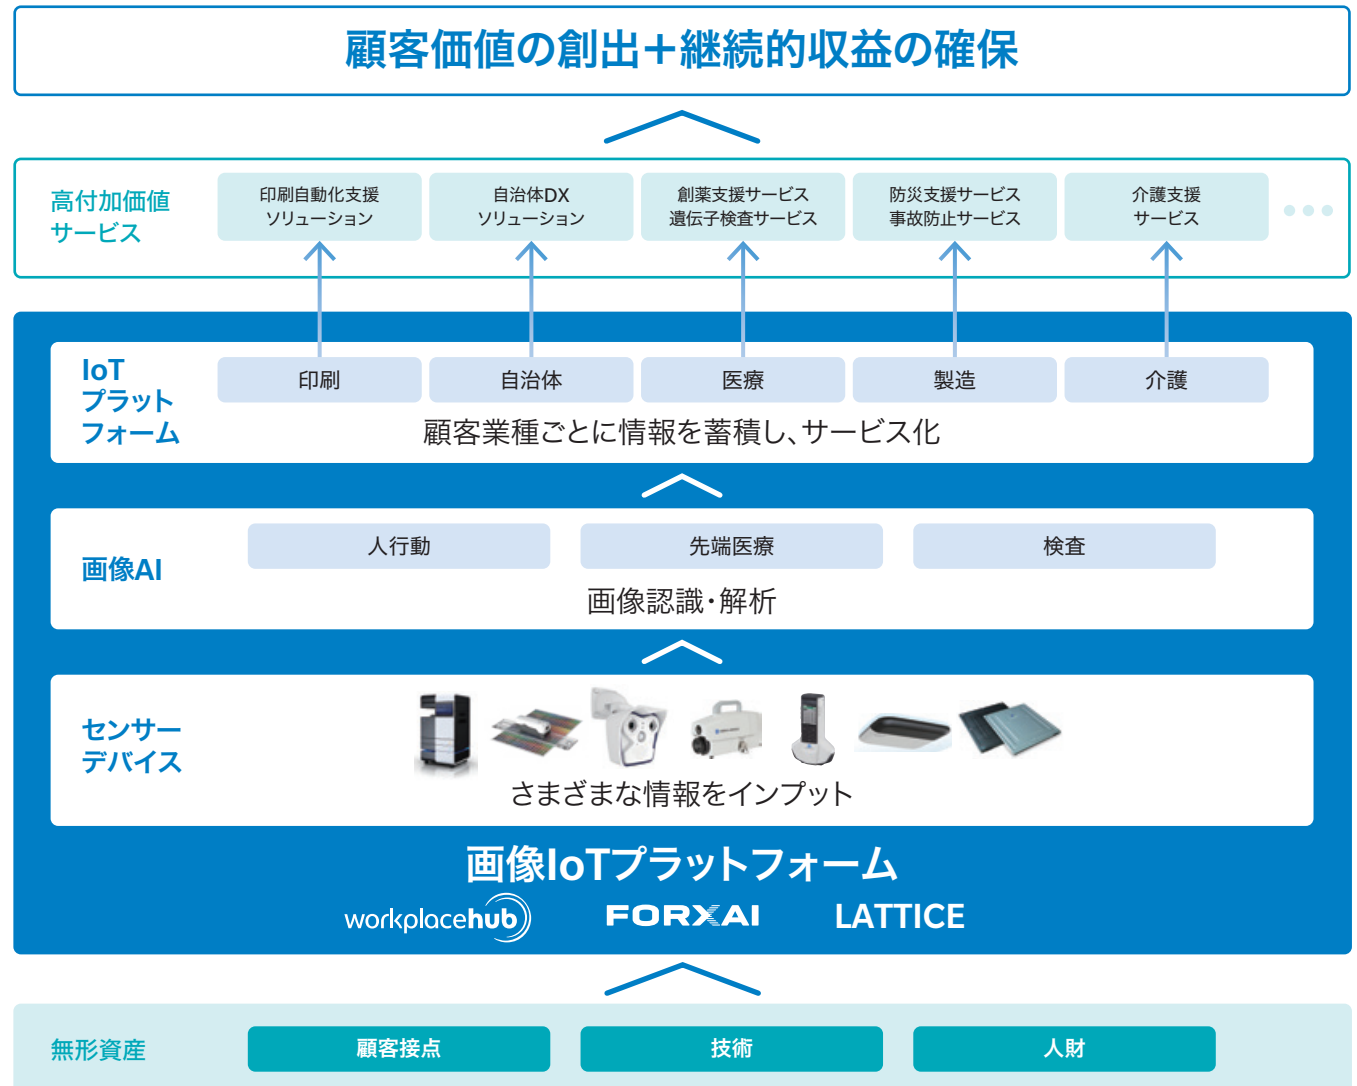 顧客価値の創出＋継続的収益の確保
高付加価値
サービス
印刷自動化支援
ソリューション
自治体DX
ソリューション
創薬支援サービス
遺伝子検査サービス
防災支援サービス
事故防止サービス
介護支援
サービス
IoT
プラット
フォーム
印刷
自治体
医療
製造
介護
顧客業種ごとに情報を蓄積し、サービス化
画像AI
人行動
先端医療
検査
画像認識・解析
センサー
デバイス
さまざまな情報をインプット
画像IoTプラットフォーム
workplacehub
FORXAI
LATTICE
無形資産
顧客接点
技術
人財